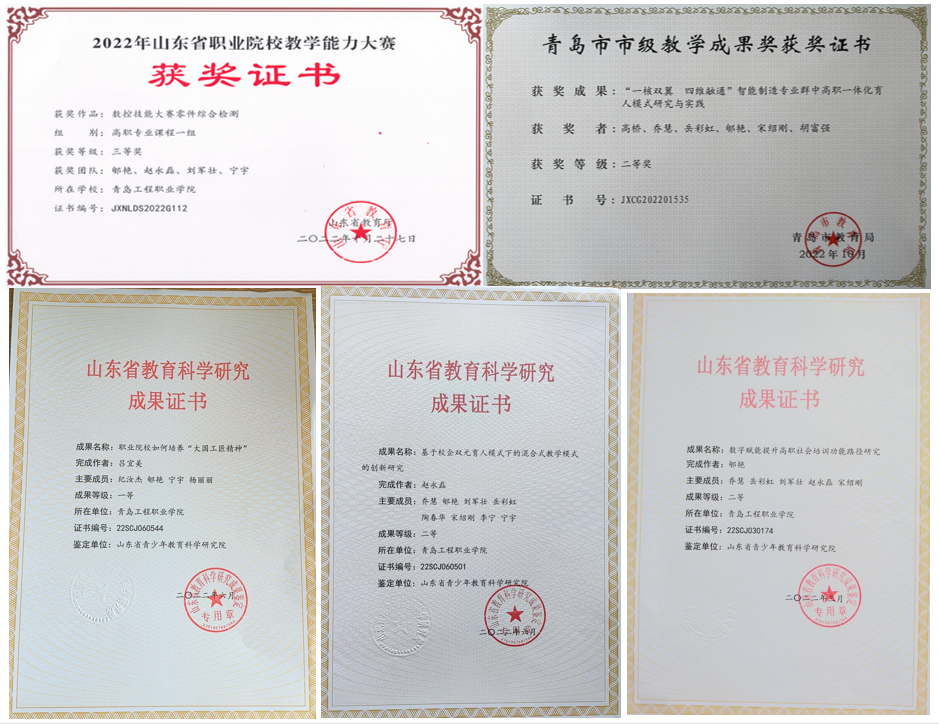 2022年山东省职业院校教学能力大赛
获奖证书
获奖作品：数控技能大赛零件综合检测
组 别：高职专业课程一组
获奖等级：三等奖
获奖团队：郇艳、赵永磊、刘军壮、宁宇
所在学校：青岛工程职业学院
证书编号：JXNLDS2022G112
山东省教育厅
青岛市市级教学成果奖获奖证书
获奖成果：“一核双翼 四维融通”智能制造专业群中高职一体化育
人模式研究与实践
获奖者：高桥、乔慧、岳彩虹、郇艳、宋绍刚、胡富强
获奖等级：二等奖
证书号：JXCG202201535
青岛市教育局
2022年10月
山东省教育科学研究
成果证书
成果名称：职业院校如何培养“大国工匠精神”
完成作者：吕宜美
主要成员：纪汝杰 郇艳 宁宇 杨丽丽
成果等级：一等
所在单位：青岛工程职业学院
证书编号：22SCJ060544
鉴定单位：山东省青少年教育科学研究院
二〇二二年六月
专用章
山东省教育科学研究
成果证书
成果名称：基于校企双元育人模式下的混合式教学模式
的创新研究
完成作者：赵永磊
主要成员：乔慧 郇艳 刘军壮 岳彩虹
陶春华 宋绍刚 李宁 宁宇
成果等级：二等
所在单位：青岛工程职业学院
证书编号：22SCJ060501
鉴定单位：山东省青少年教育科学研究院
二〇二二年六月
专用章
山东省教育科学研究
成果证书
成果名称：数字赋能提升高职社会培训功能路径研究
完成作者：郇艳
主要成员：乔慧 岳彩虹 刘军壮 赵永磊 宋绍刚
成果等级：二等
所在单位：青岛工程职业学院
证书编号：22SCJ030174
鉴定单位：山东省青少年教育科学研究院
专用章